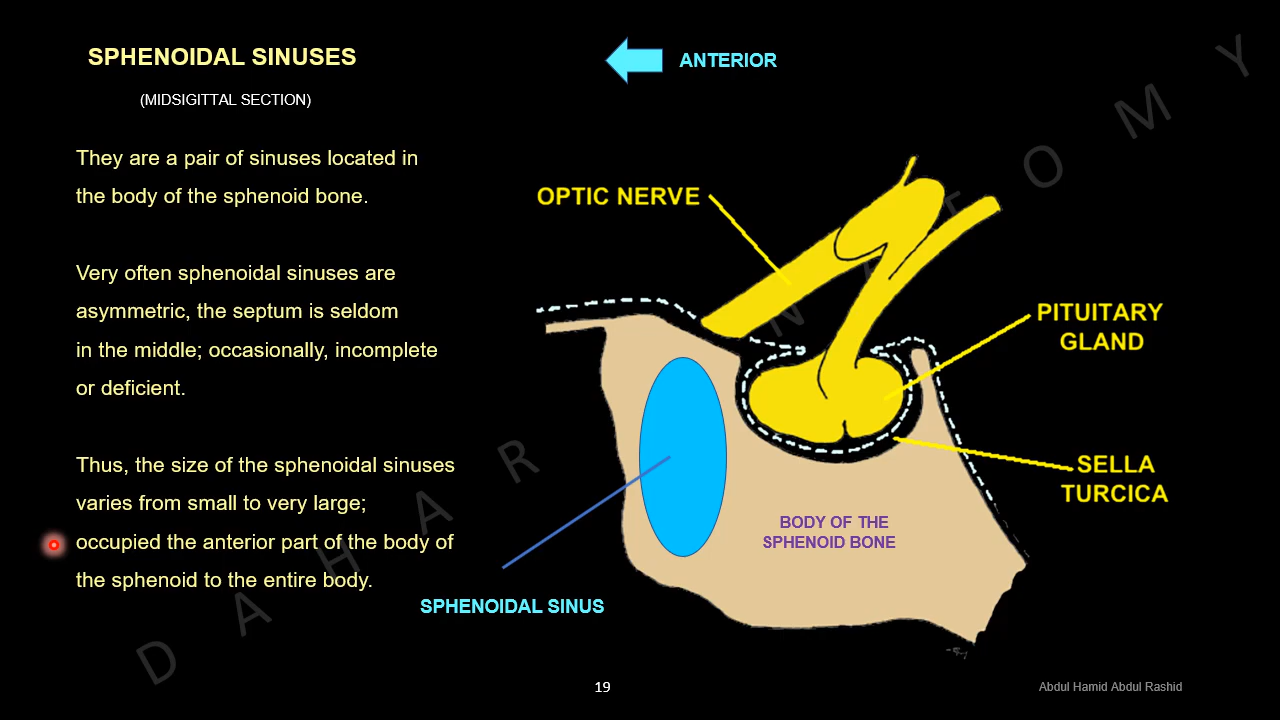 SPHENOIDAL SINUSES
(MIDSIGITTAL SECTION)
ANTERIOR
They are a pair of sinuses located in
the body of the sphenoid bone.
Very often sphenoidal sinuses are
asymmetric, the septum is seldom
in the middle; occasionally, incomplete
or deficient.
Thus, the size of the sphenoidal sinuses
varies from small to very large;
occupied the anterior part of the body of
the sphenoid to the entire body.
OPTIC NERVE
PITUITARY
GLAND
SELLA
TURCICA
BODY OF THE
SPHENOID BONE
SPHENOIDAL SINUS
19
Abdul Hamid Abdul Rashid